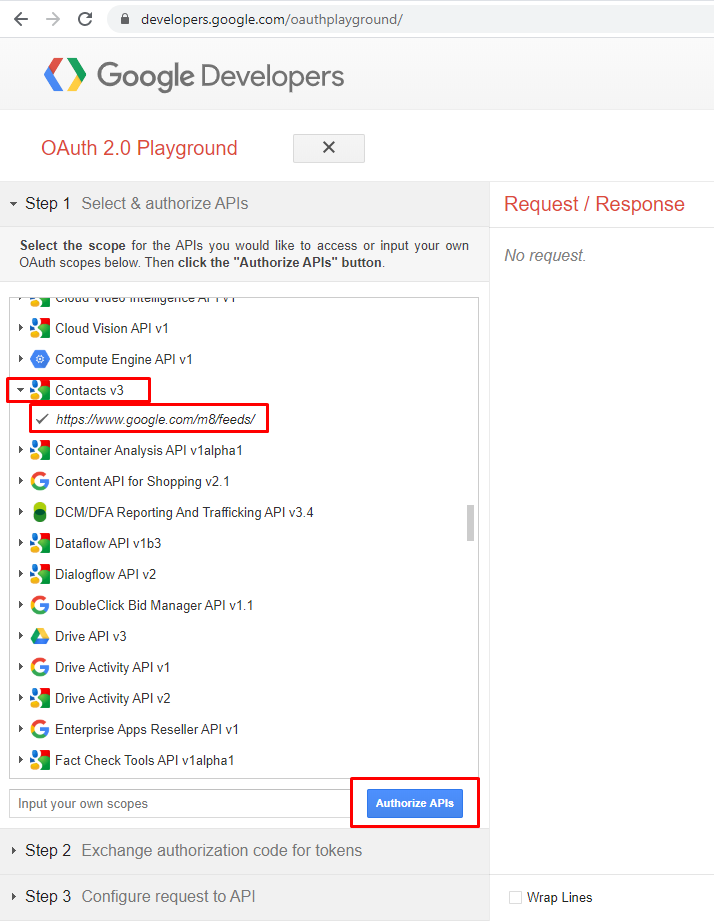 developers.google.com/oauthplayground/
Google Developers
OAuth 2.0 Playground
Step 1 Select & authorize APIs
Select the scope for the APIs you would like to access or input your own
OAuth scopes below. Then click the "Authorize APIs" button.
Cloud Video Intelligence API v1
Cloud Vision API v1
Compute Engine API v1
Contacts v3
https://www.google.com/m8/feeds/
Container Analysis API v1alpha1
Content API for Shopping v2.1
DCM/DFA Reporting And Trafficking API v3.4
Dataflow API v1b3
Dialogflow API v2
DoubleClick Bid Manager API v1.1
Drive API v3
Drive Activity API v1
Drive Activity API v2
Enterprise Apps Reseller API v1
Fact Check Tools API v1alpha1
Input your own scopes
Authorize APIs
Step 2 Exchange authorization code for tokens
Step 3 Configure request to API
Request / Response
No request.
Wrap Lines